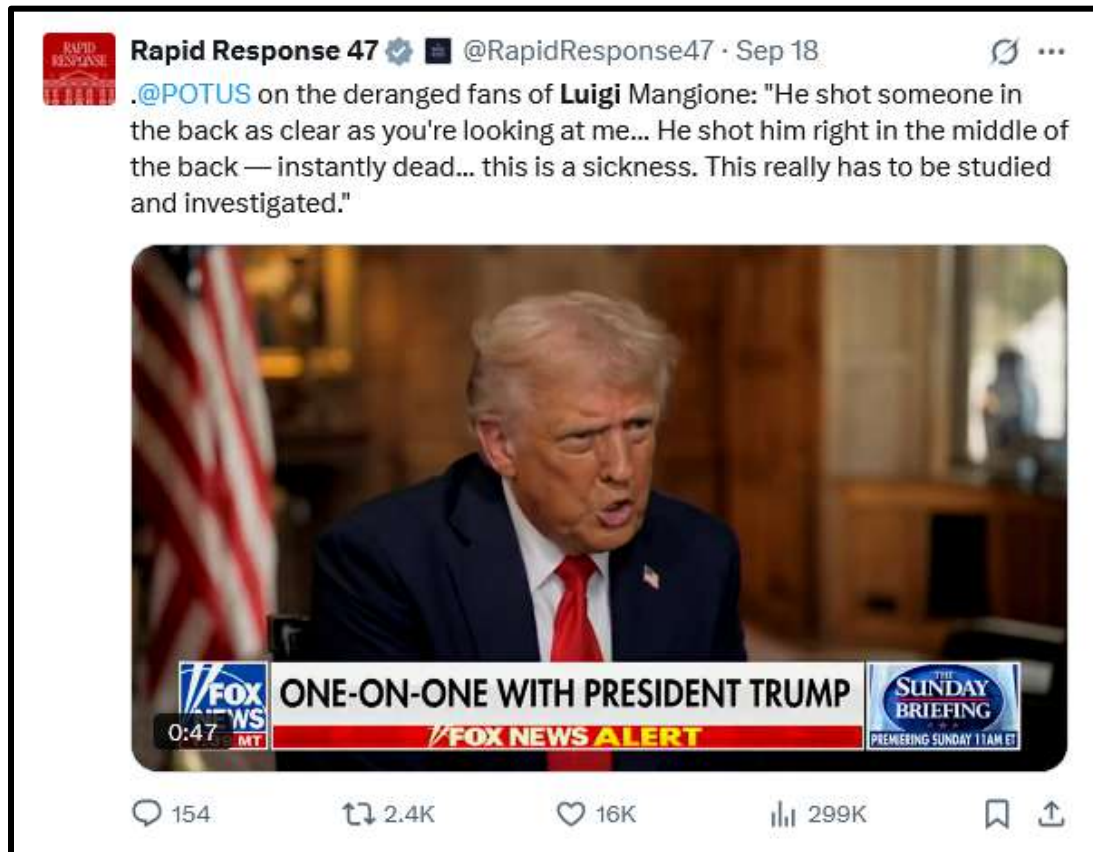 RAPID
RESPONSE
Rapid Response 47 @RapidResponse47 · Sep 18
.@POTUS on the deranged fans of Luigi Mangione: "He shot someone in
the back as clear as you're looking at me... He shot him right in the middle of
the back — instantly dead... this is a sickness. This really has to be studied
and investigated."
FOX
NEWS
MT
0:47
ONE-ON-ONE WITH PRESIDENT TRUMP
FOX NEWS ALERT
THE
SUNDAY
BRIEFING
PREMIERING SUNDAY 11AM ET
154 2.4K 16K 299K